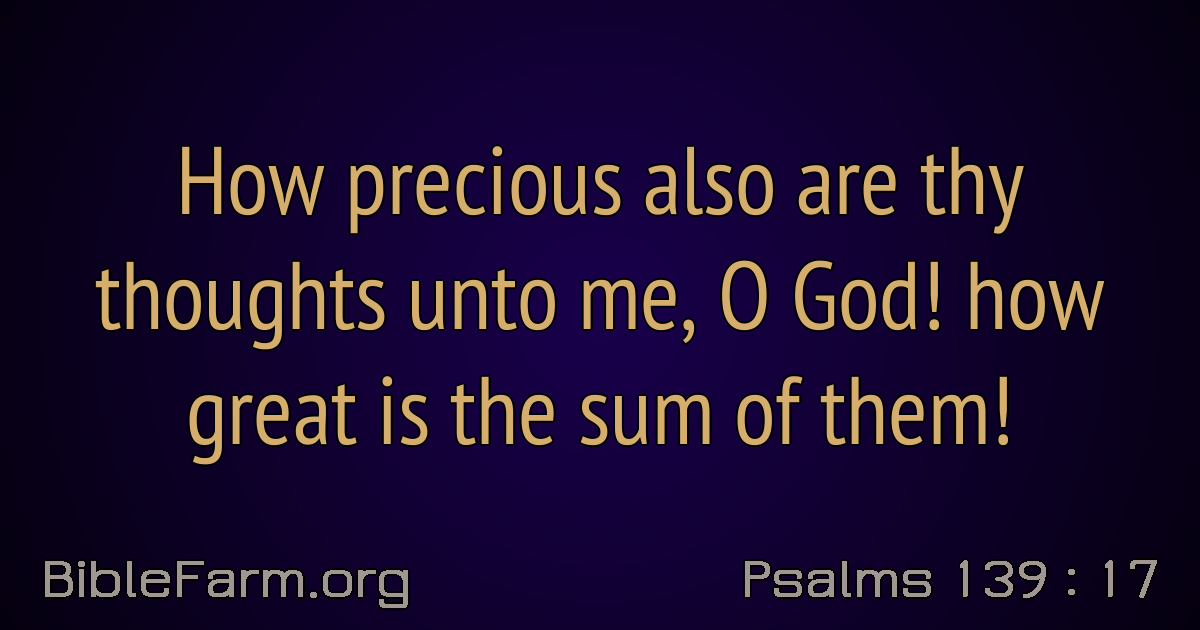 How precious also are thy
thoughts unto me, O God! how
great is the sum of them!
BibleFarm.org
Psalms 139 : 17